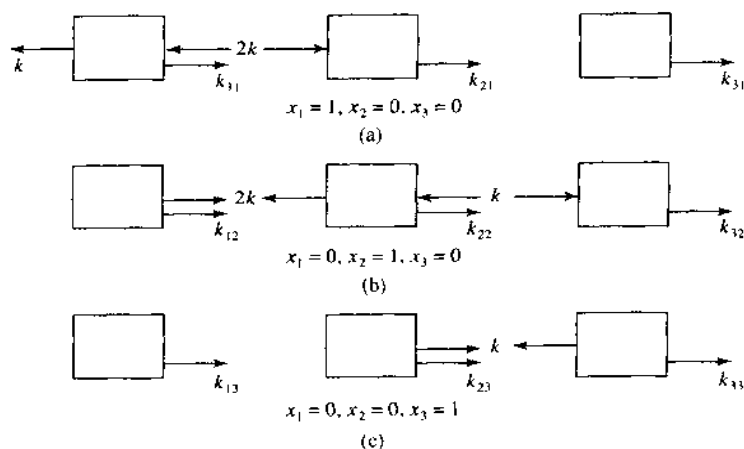 k 2k
k₃₁ k₂₁ k₃₁
x₁ = 1, x₂ = 0, x₃ = 0
(a)
2k k
k₁₂ k₂₂ k₃₂
x₁ = 0, x₂ = 1, x₃ = 0
(b)
k
k₁₃ k₂₃ k₃₃
x₁ = 0, x₂ = 0, x₃ = 1
(c)